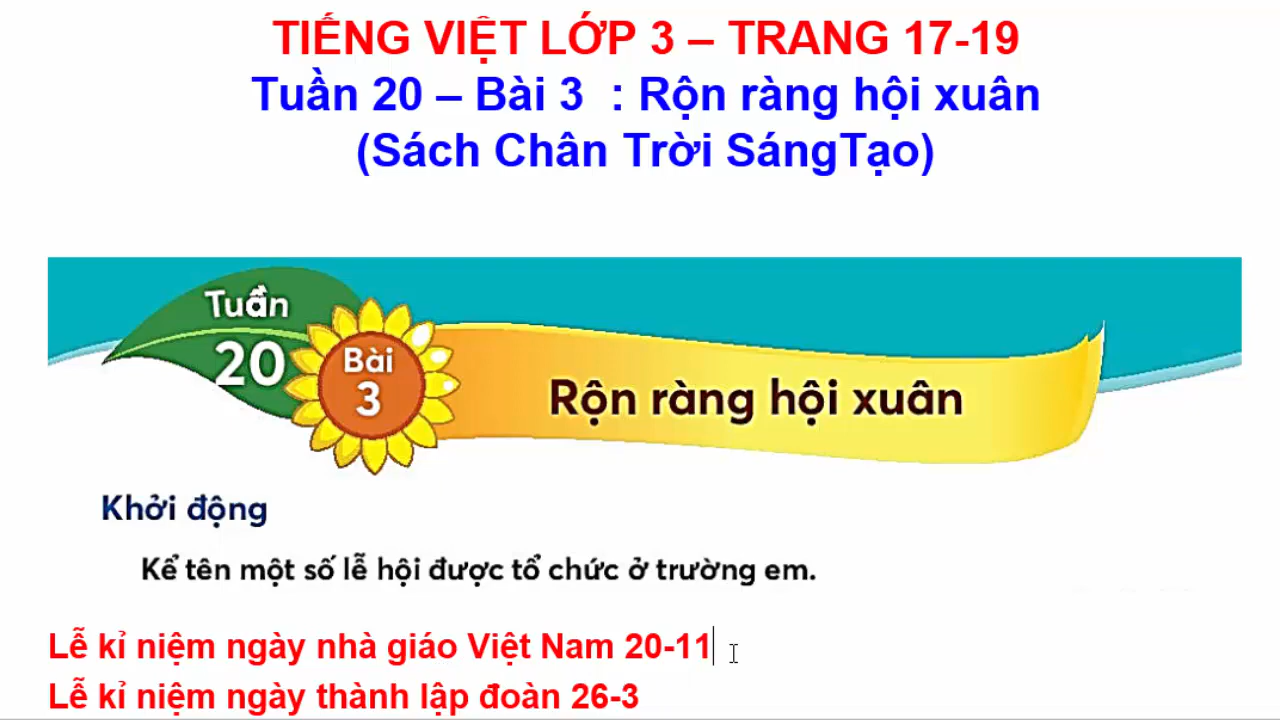 TIẾNG VIỆT LỚP 3 – TRANG 17-19
Tuần 20 – Bài 3 : Rộn ràng hội xuân
(Sách Chân Trời SángTạo)
Tuần
20
Bài
3
Rộn ràng hội xuân
Khởi động
Kể tên một số lễ hội được tổ chức ở trường em.
Lễ kỉ niệm ngày nhà giáo Việt Nam 20-11
Lễ kỉ niệm ngày thành lập đoàn 26-3